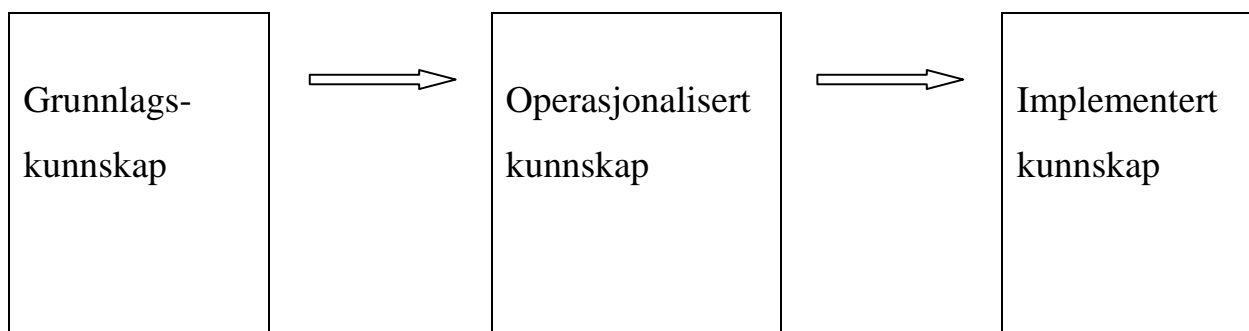 Grunnlags-
kunnskap
Operasjonalisert
kunnskap
Implementert
kunnskap